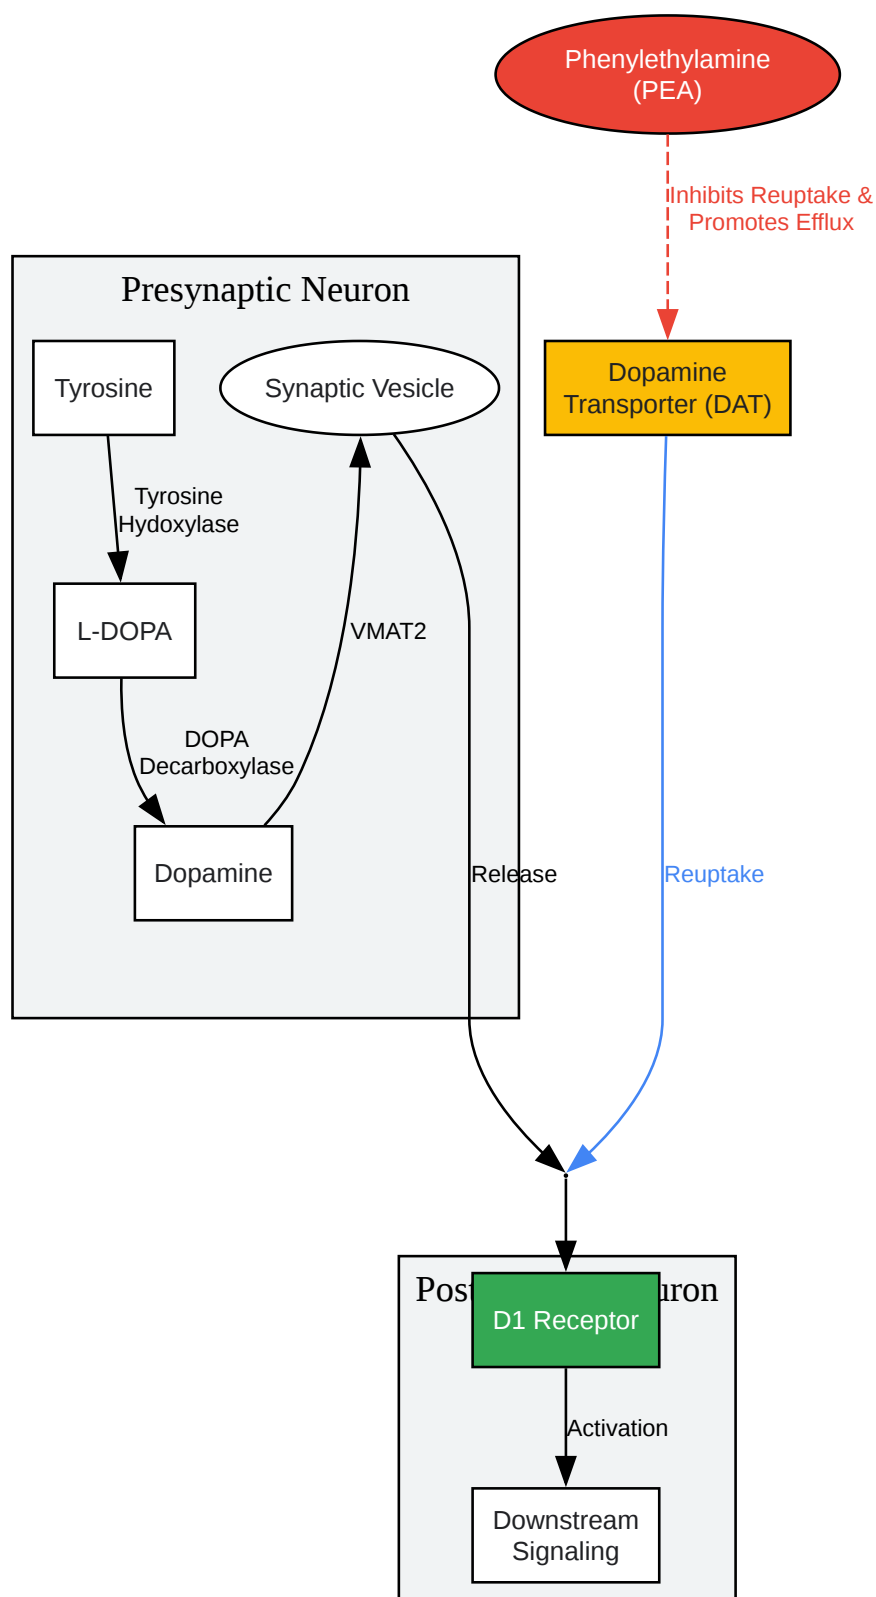 Phenylethylamine
(PEA)
Inhibits Reuptake &
Promotes Efflux
Presynaptic Neuron
Tyrosine
Synaptic Vesicle
Dopamine
Transporter (DAT)
Tyrosine
Hydoxylase
L-DOPA
VMAT2
DOPA
Decarboxylase
Dopamine
Release
Reuptake
Post uron
D1 Receptor
Activation
Downstream
Signaling